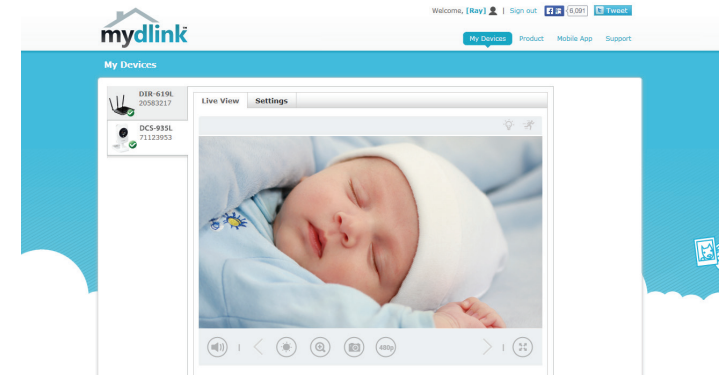 Welcome, [Ray] | Sign out 6,091 Tweet
mydlink™
My Devices Product Mobile App Support
My Devices
DIR-619L
20583217
DCS-935L
71123953
Live View Settings
480p